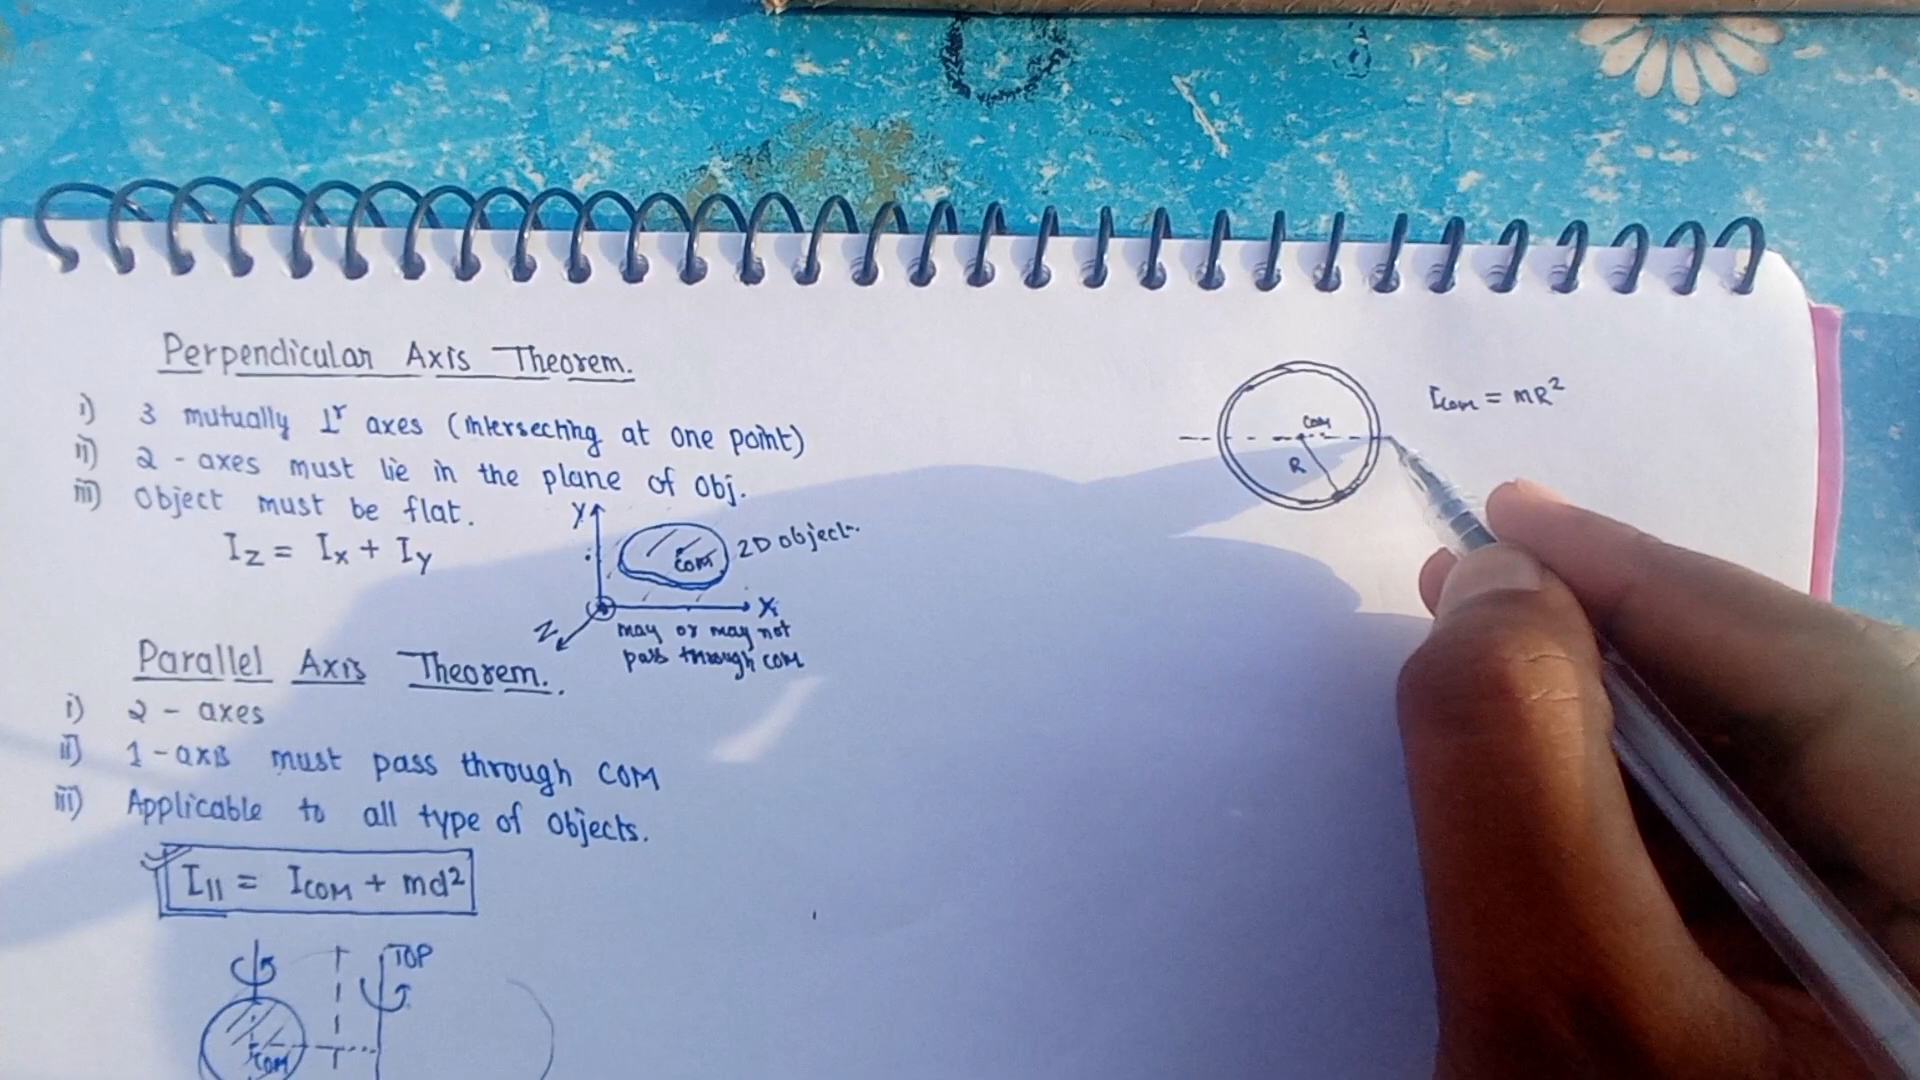 Perpendicular Axis Theorem.
i) 3 mutually ⊥r axes (intersecting at one point)
ii) 2 - axes must lie in the plane of obj.
iii) Object must be flat.
Iz = Ix + Iy
Y
COM
2D object
X
Z
may or may not
pass through COM
Parallel Axis Theorem.
i) 2 - axes
ii) 1 - axis must pass through COM
iii) Applicable to all type of Objects.
I|| = ICOM + md²
TOP
COM
COM
R
Icom = MR²